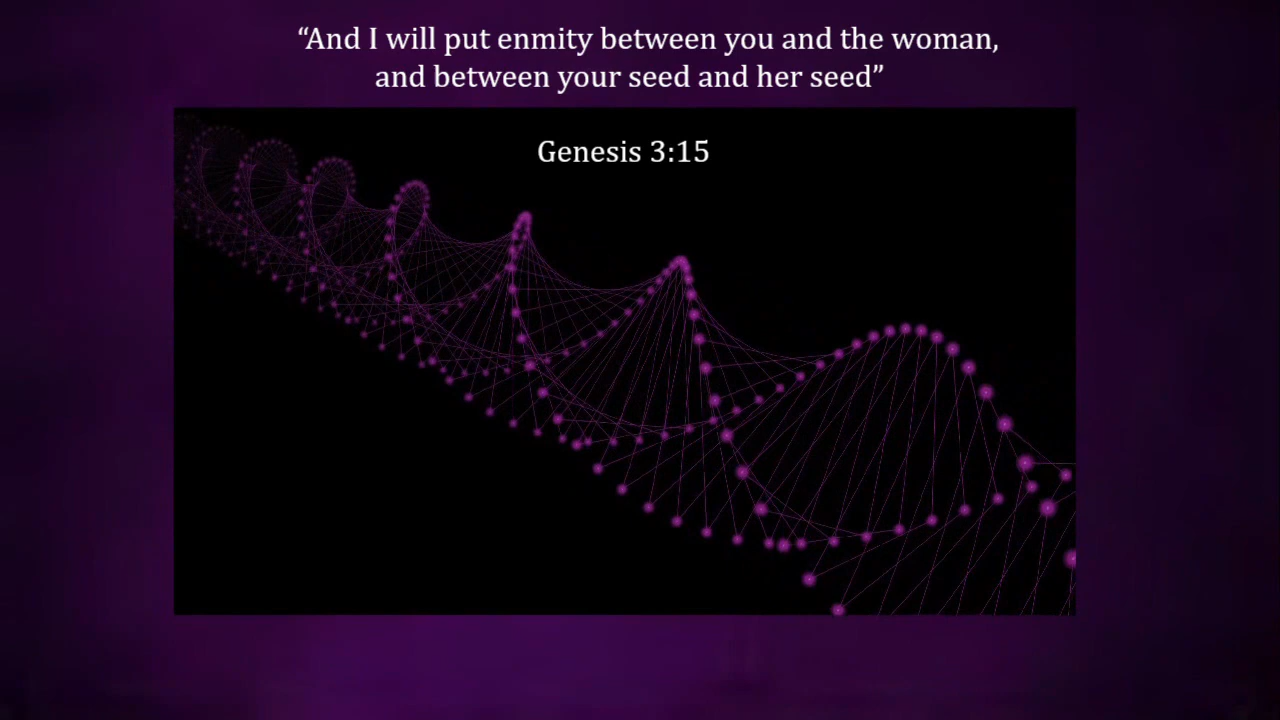 “And I will put enmity between you and the woman,
and between your seed and her seed”
Genesis 3:15